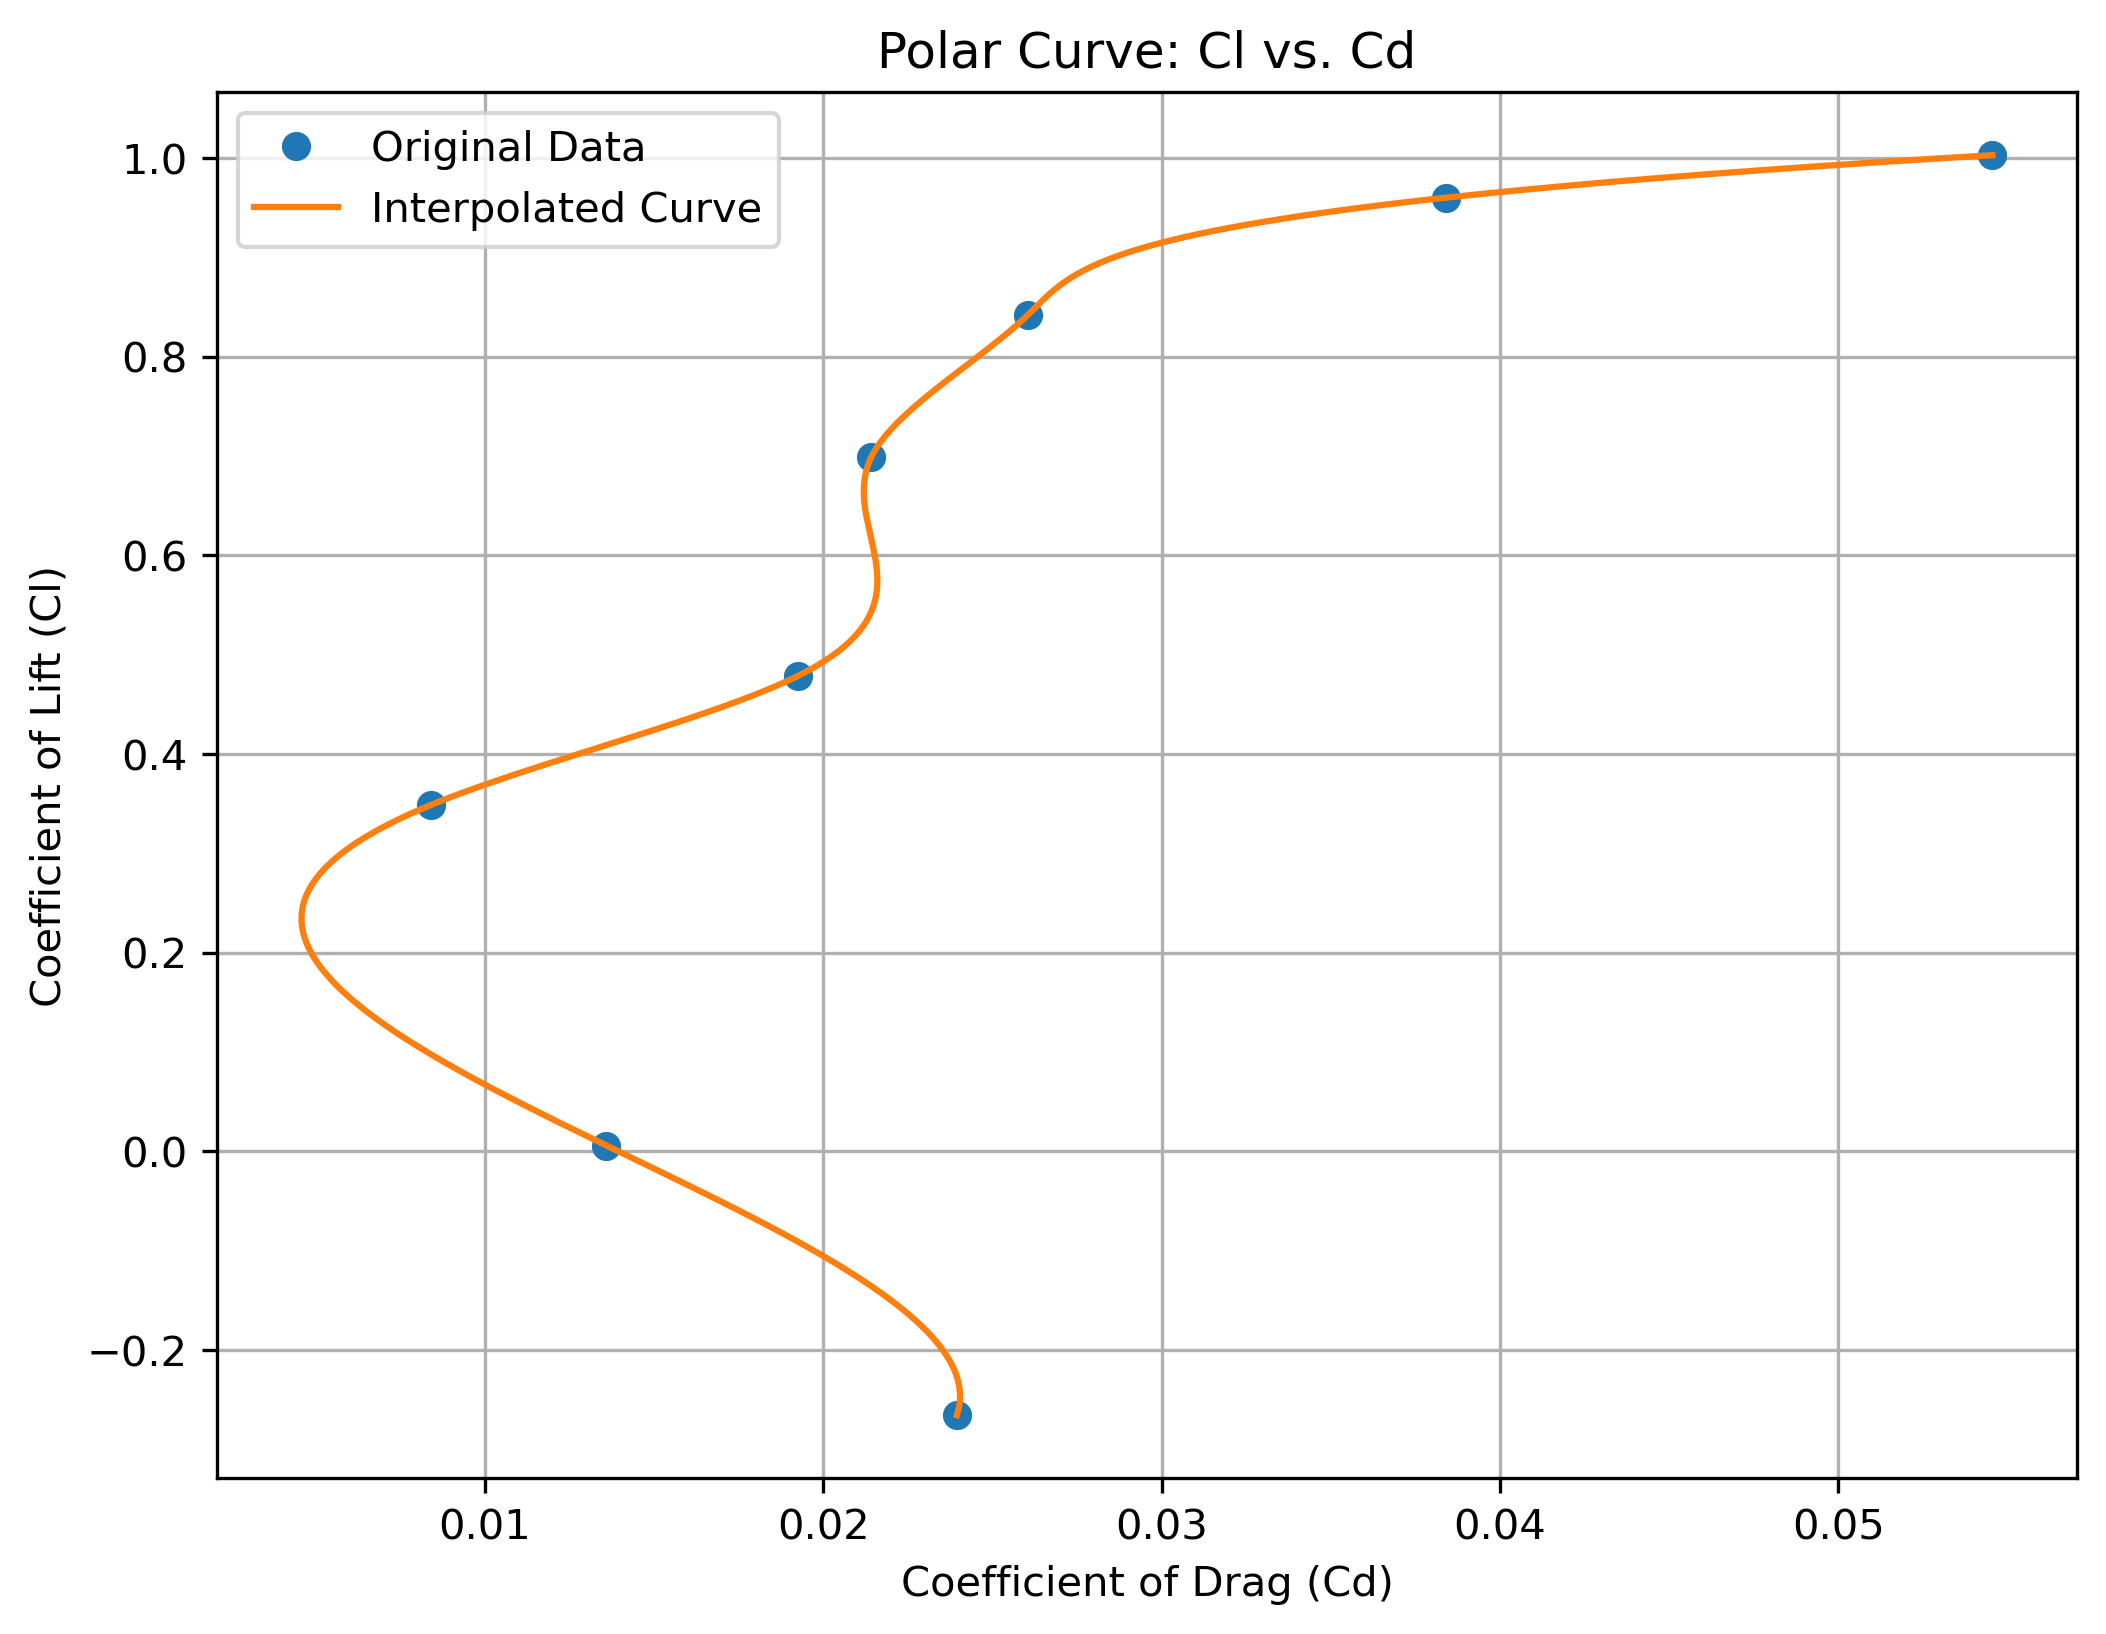 Polar Curve: Cl vs. Cd
Original Data
Interpolated Curve
Coefficient of Lift (Cl)
1.0
0.8
0.6
0.4
0.2
0.0
−0.2
0.01 0.02 0.03 0.04 0.05
Coefficient of Drag (Cd)